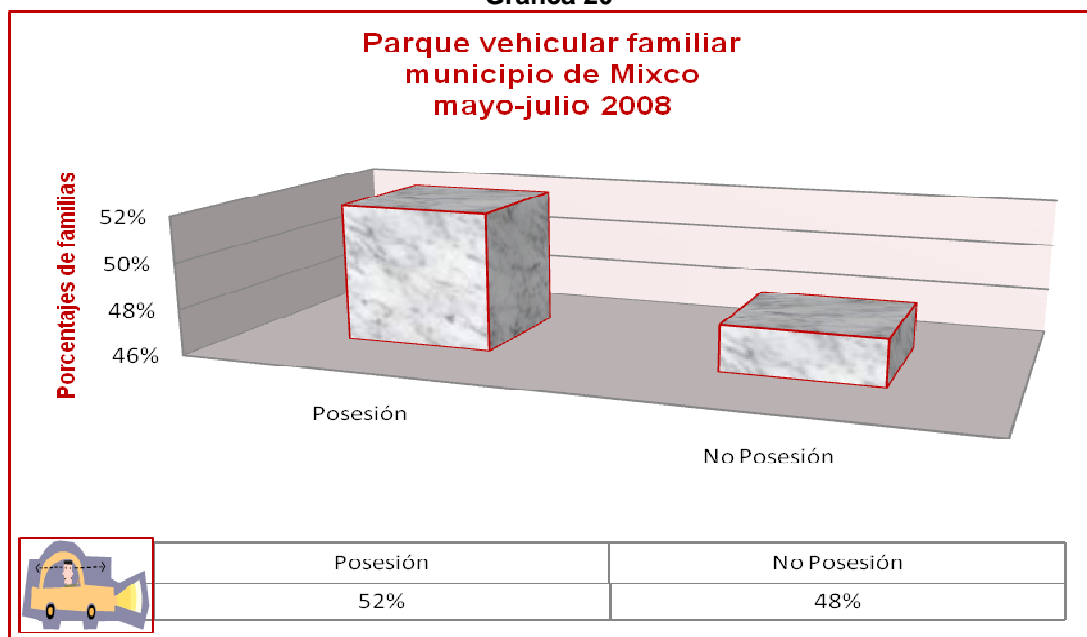 Parque vehicular familiar
municipio de Mixco
mayo-julio 2008
Porcentajes de familias
52%
50%
48%
46%
Posesión
No Posesión
Posesión No Posesión
52% 48%